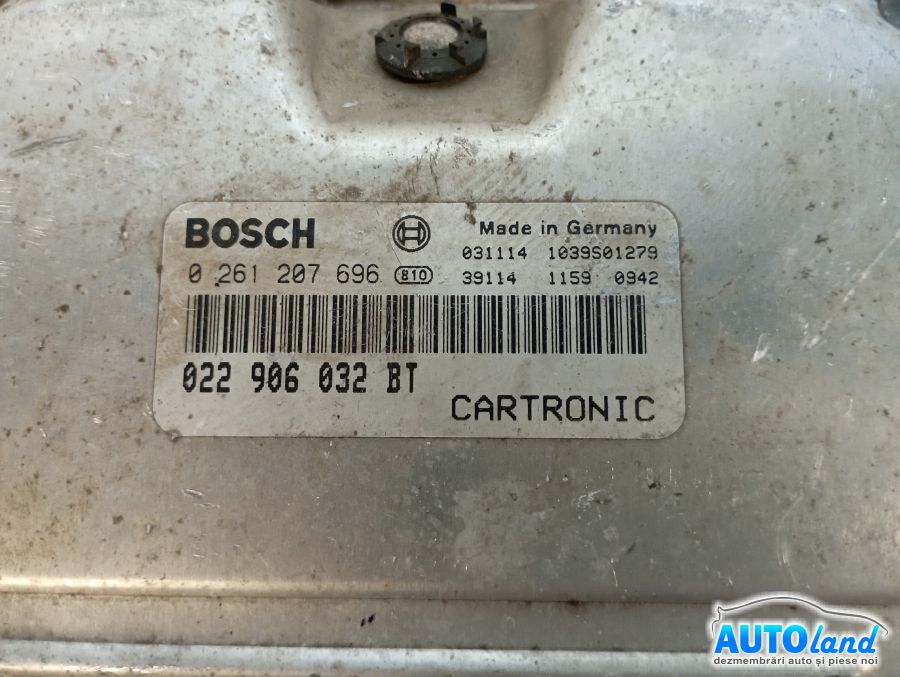 BOSCH
Made in Germany
031114 1039S01279
0 261 207 696 810 39114 1159 0942
022 906 032 BT
CARTRONIC
AUTOland
dezmembrări auto și piese noi